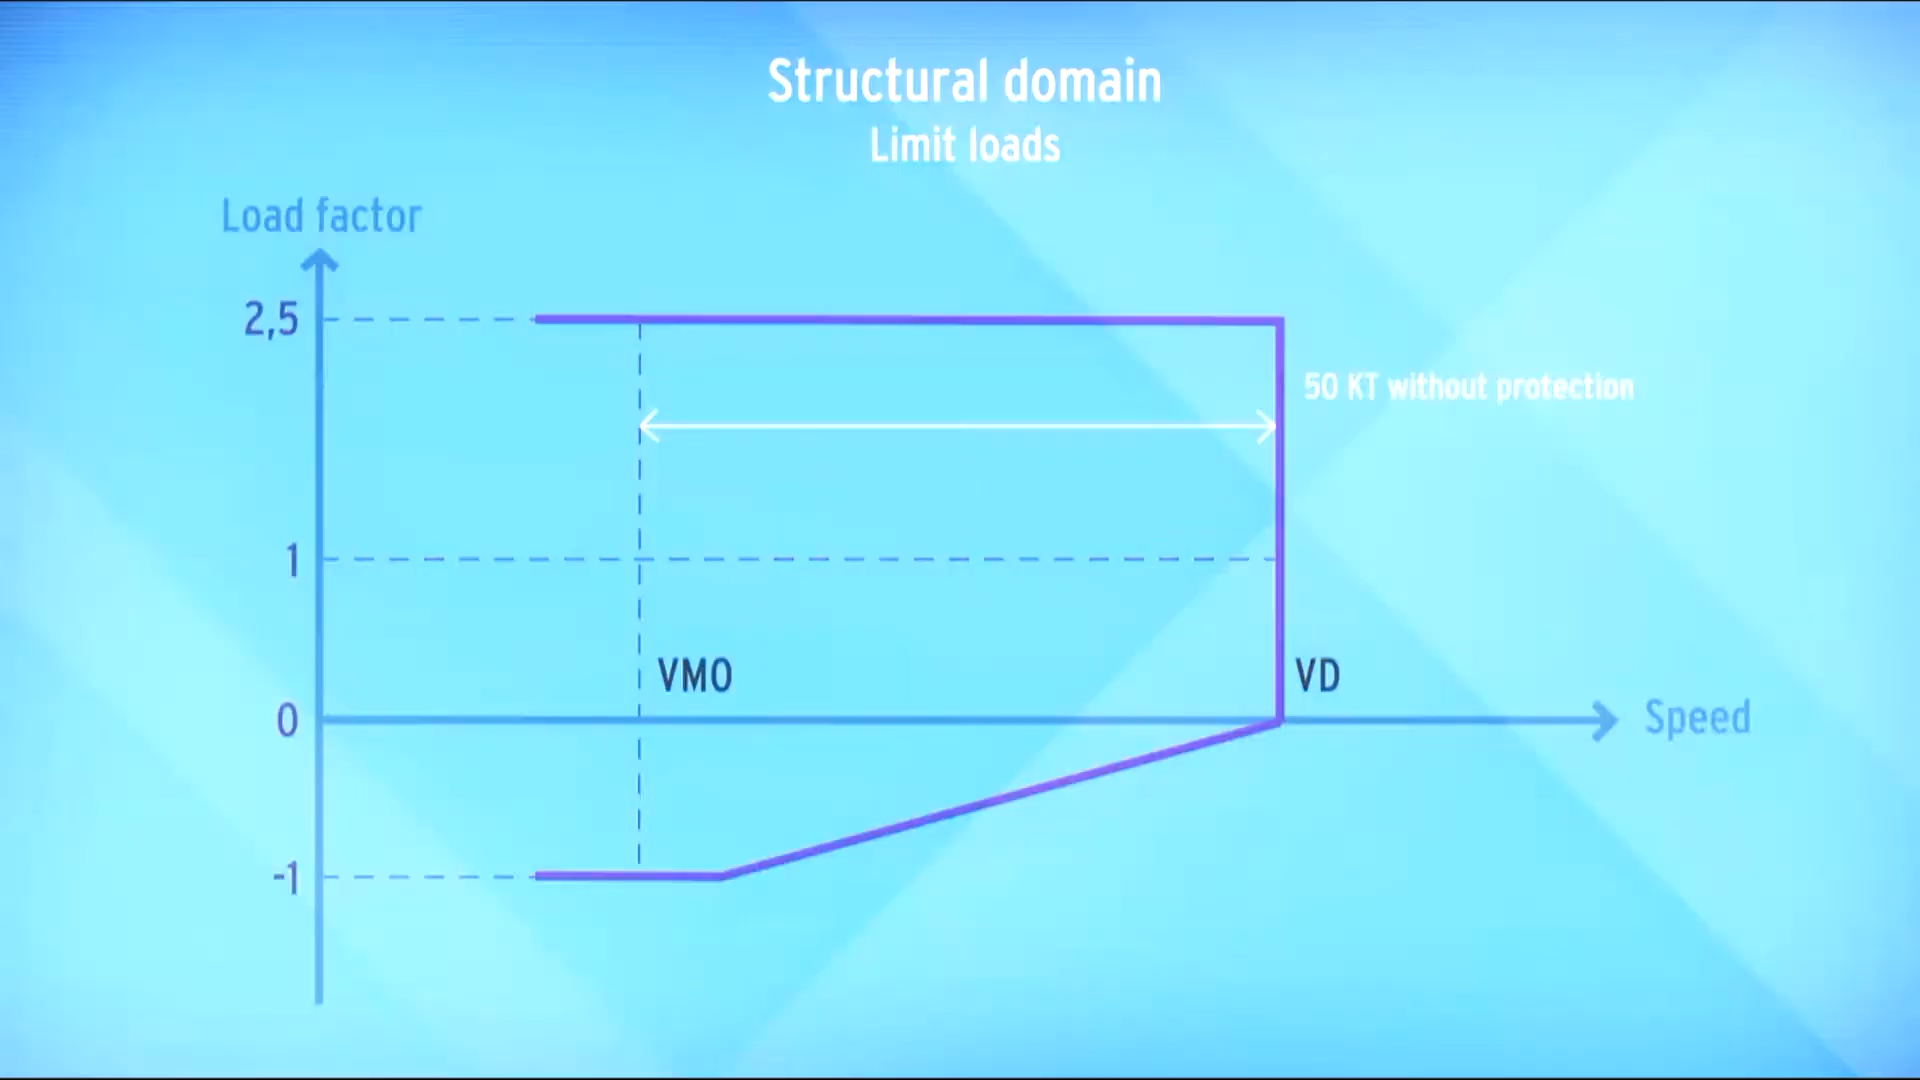 Structural domain
Limit loads
Load factor
2,5
50 KT without protection
1
VMO
VD
0
Speed
-1